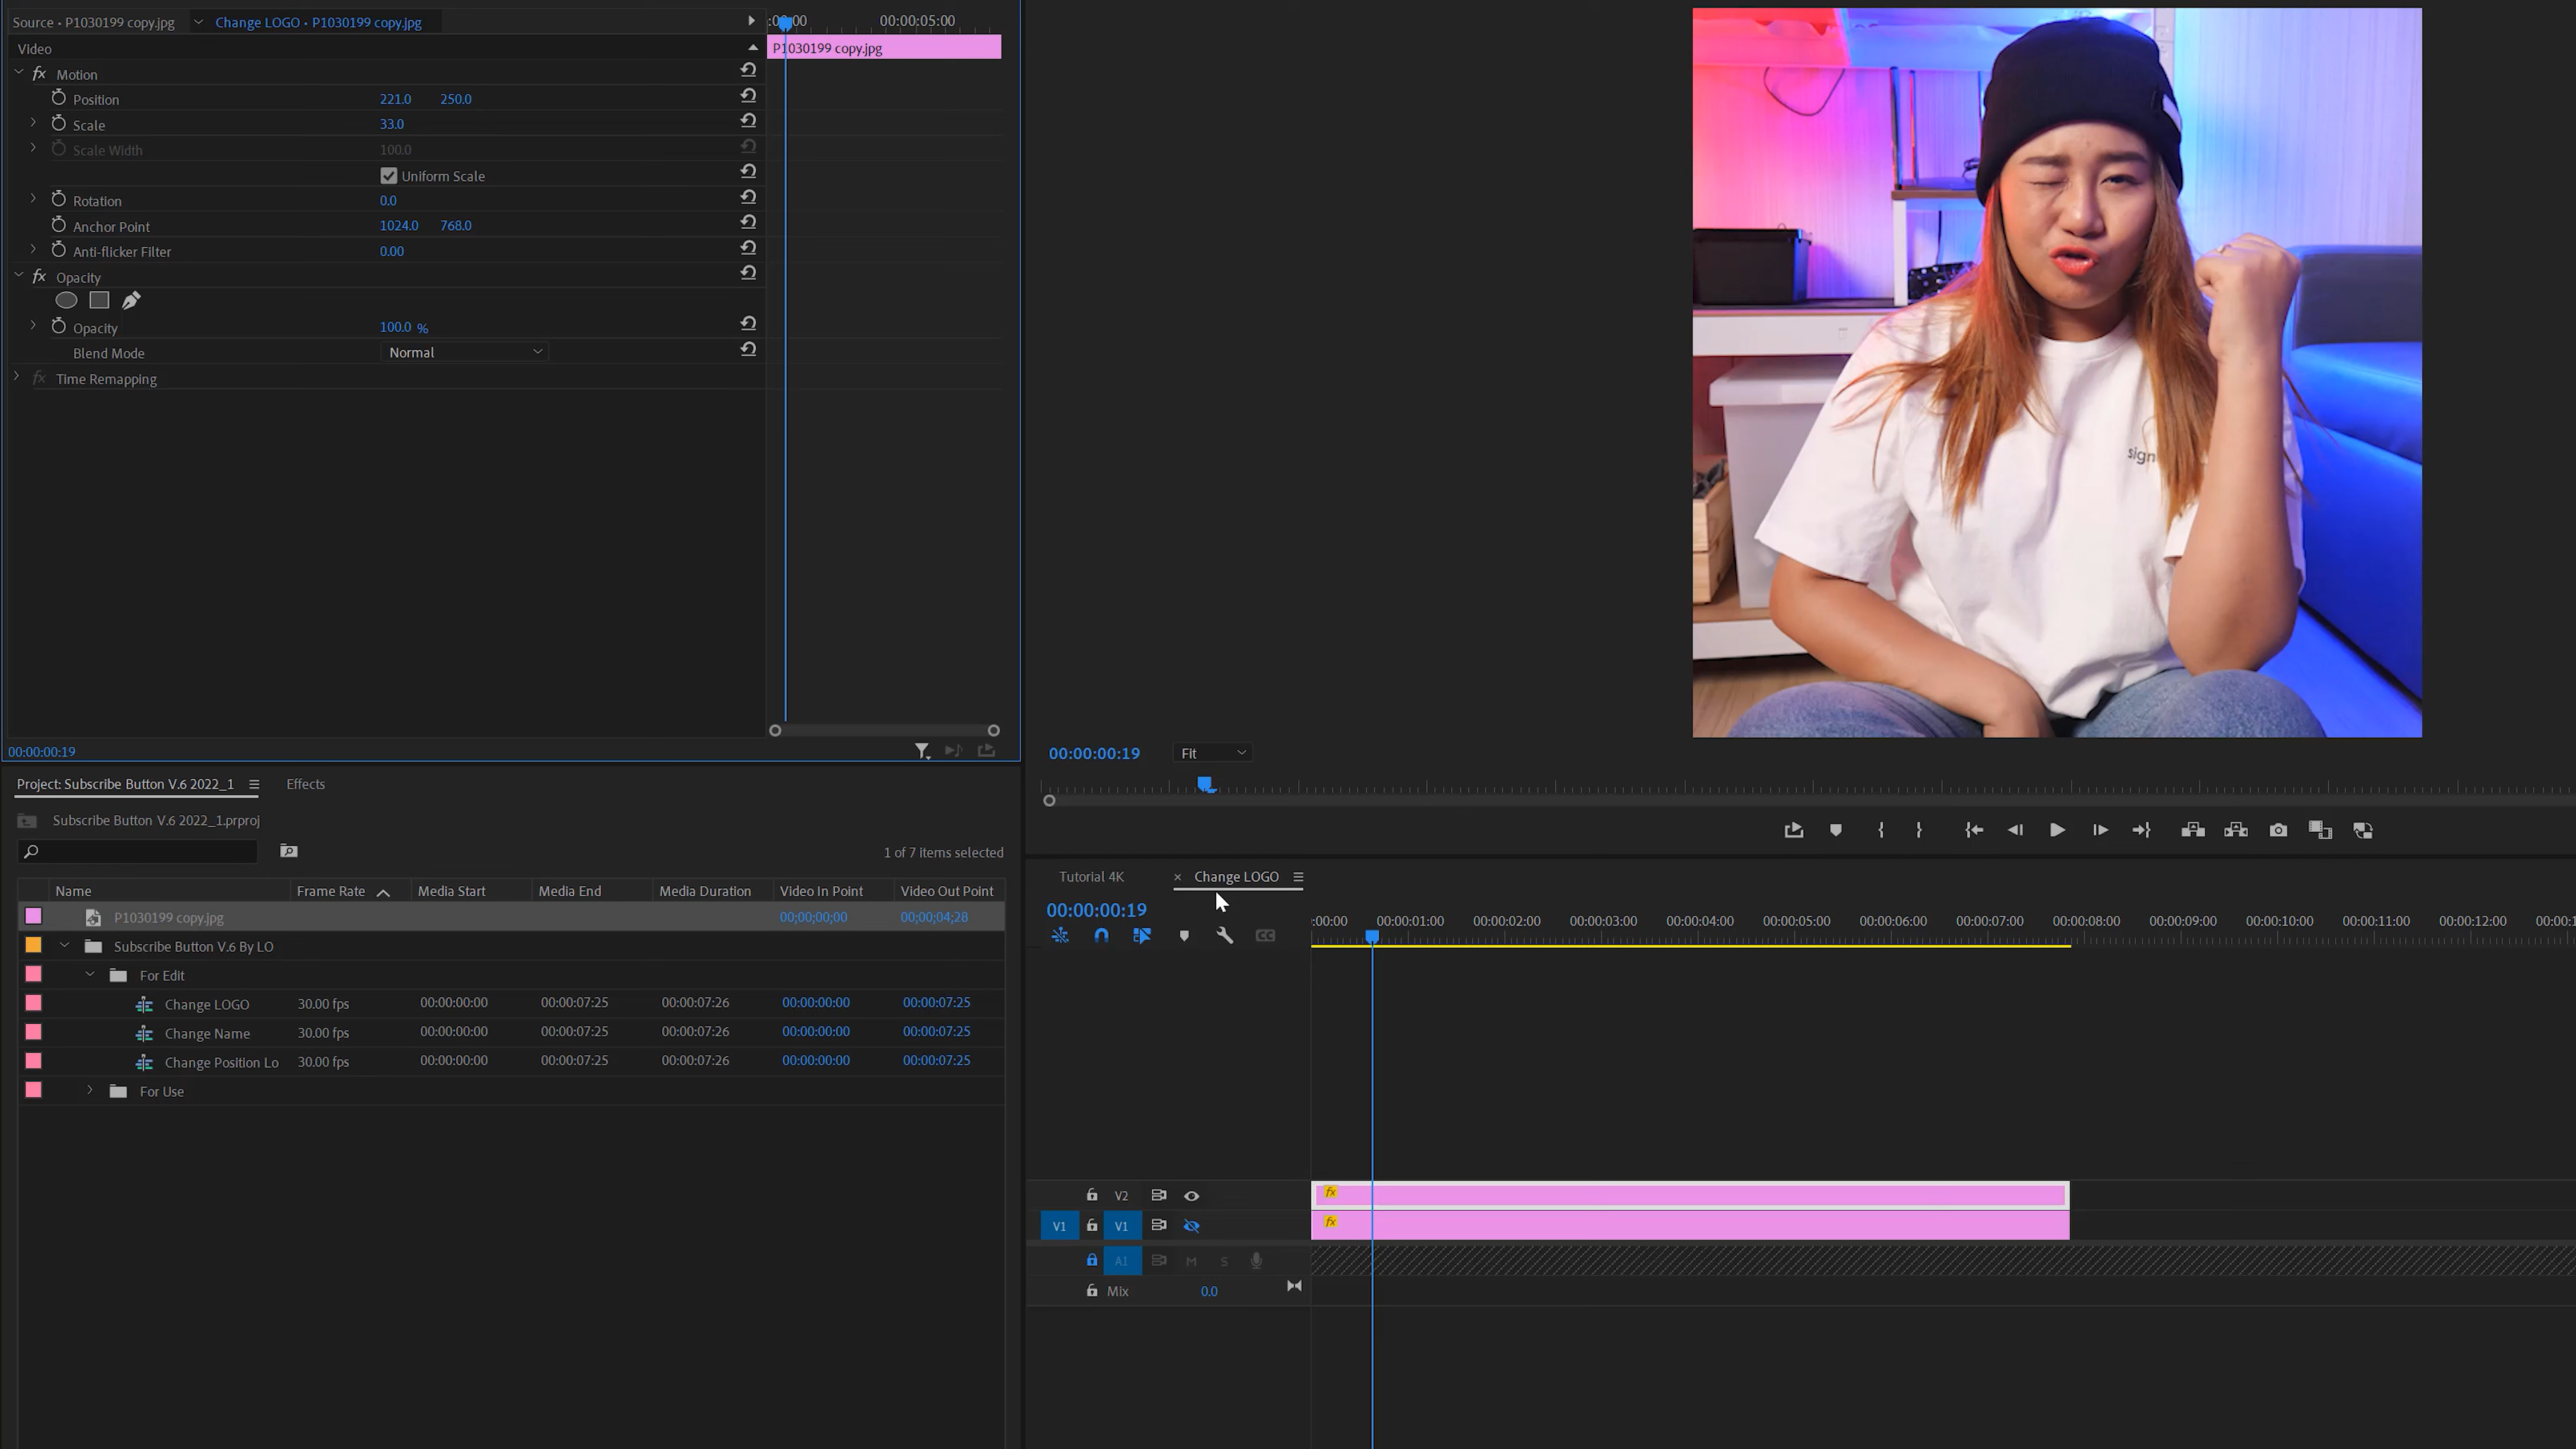 Source • P1030199 copy.jpg
Change LOGO • P1030199 copy.jpg
:00:00
00:00:05:00
Video
P1030199 copy.jpg
fx Motion
Position 221.0 250.0
Scale 33.0
Scale Width 100.0
Uniform Scale
Rotation 0.0
Anchor Point 1024.0 768.0
Anti-flicker Filter 0.00
fx Opacity
Opacity 100.0 %
Blend Mode Normal
fx Time Remapping
00:00:00:19
sign
00:00:00:19
Fit
Project: Subscribe Button V.6 2022_1
Effects
Subscribe Button V.6 2022_1.prproj
1 of 7 items selected
Name Frame Rate Media Start Media End Media Duration Video In Point Video Out Point
P1030199 copy.jpg 00;00;00;00 00;00;04;28
Subscribe Button V.6 By LO
For Edit
Change LOGO 30.00 fps 00:00:00:00 00:00:07:25 00:00:07:26 00:00:00:00 00:00:07:25
Change Name 30.00 fps 00:00:00:00 00:00:07:25 00:00:07:26 00:00:00:00 00:00:07:25
Change Position Lo 30.00 fps 00:00:00:00 00:00:07:25 00:00:07:26 00:00:00:00 00:00:07:25
For Use
Tutorial 4K
× Change LOGO
00:00:00:19
CC
:00:00 00:00:01:00 00:00:02:00 00:00:03:00 00:00:04:00 00:00:05:00 00:00:06:00 00:00:07:00 00:00:08:00 00:00:09:00 00:00:10:00 00:00:11:00 00:00:12:00 00:00:1
V2 fx
V1 V1 fx
A1 M S
Mix 0.0